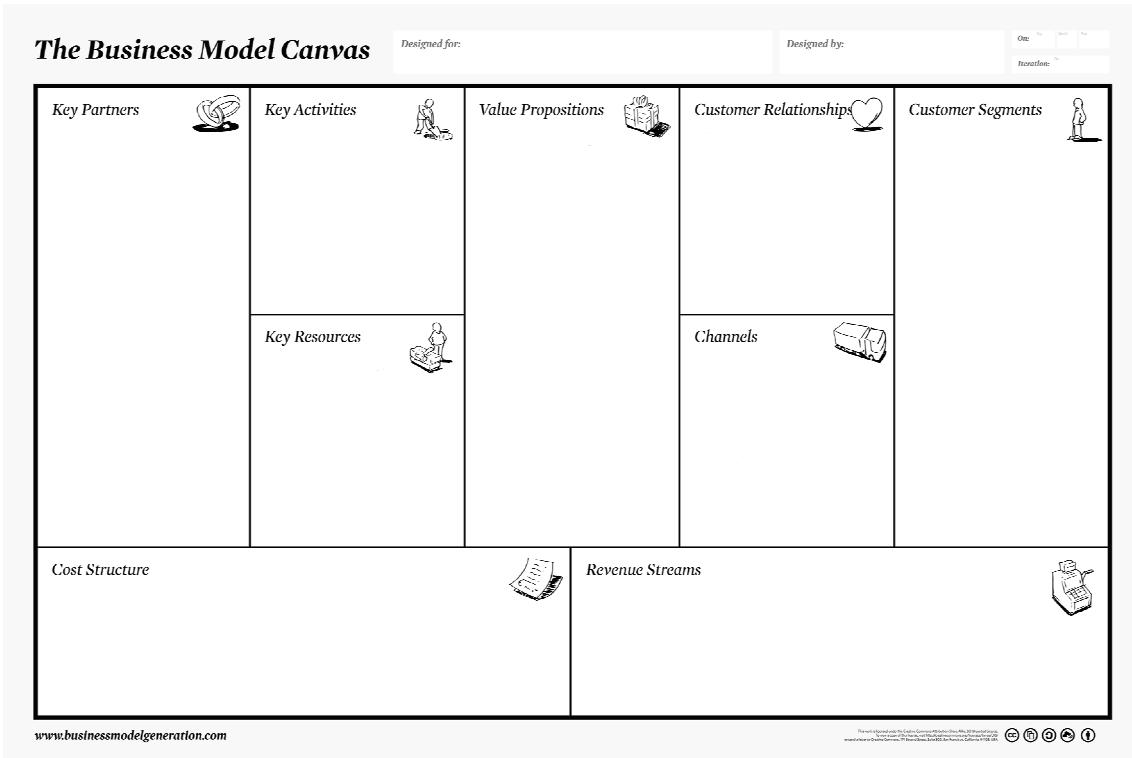 The Business Model Canvas
Designed for:
Designed by:
On:
Iteration:
Key Partners
Key Activities
Value Propositions
Customer Relationships
Customer Segments
Key Resources
Channels
Cost Structure
Revenue Streams
www.businessmodelgeneration.com